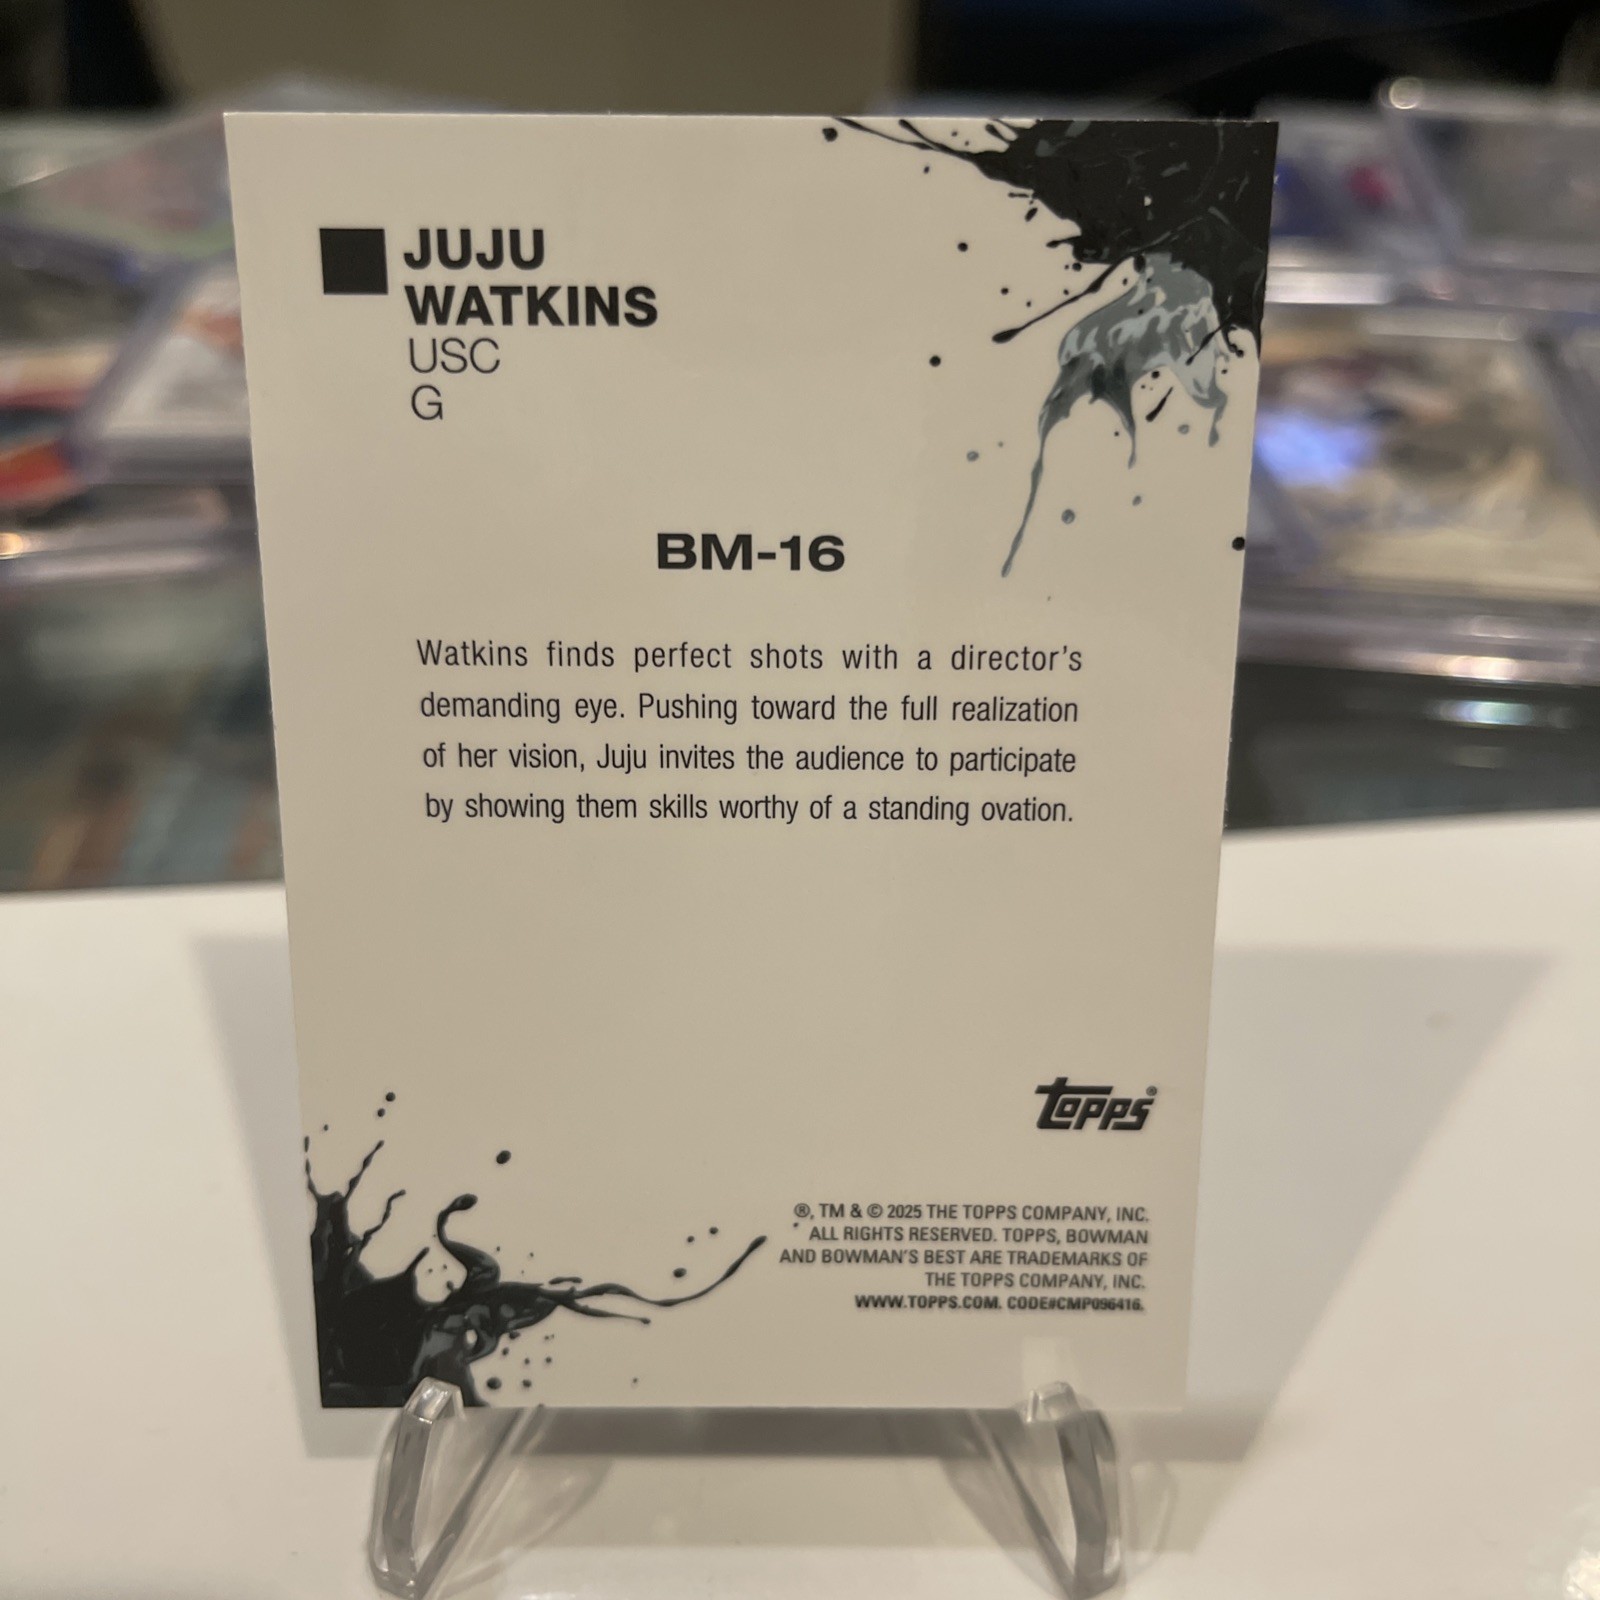 JUJU
WATKINS
USC
G
BM-16
Watkins finds perfect shots with a director's
demanding eye. Pushing toward the full realization
of her vision, Juju invites the audience to participate
by showing them skills worthy of a standing ovation.
topps®
®, TM & © 2025 THE TOPPS COMPANY, INC.
ALL RIGHTS RESERVED. TOPPS, BOWMAN
AND BOWMAN'S BEST ARE TRADEMARKS OF
THE TOPPS COMPANY, INC.
WWW.TOPPS.COM. CODE#CMP096416.